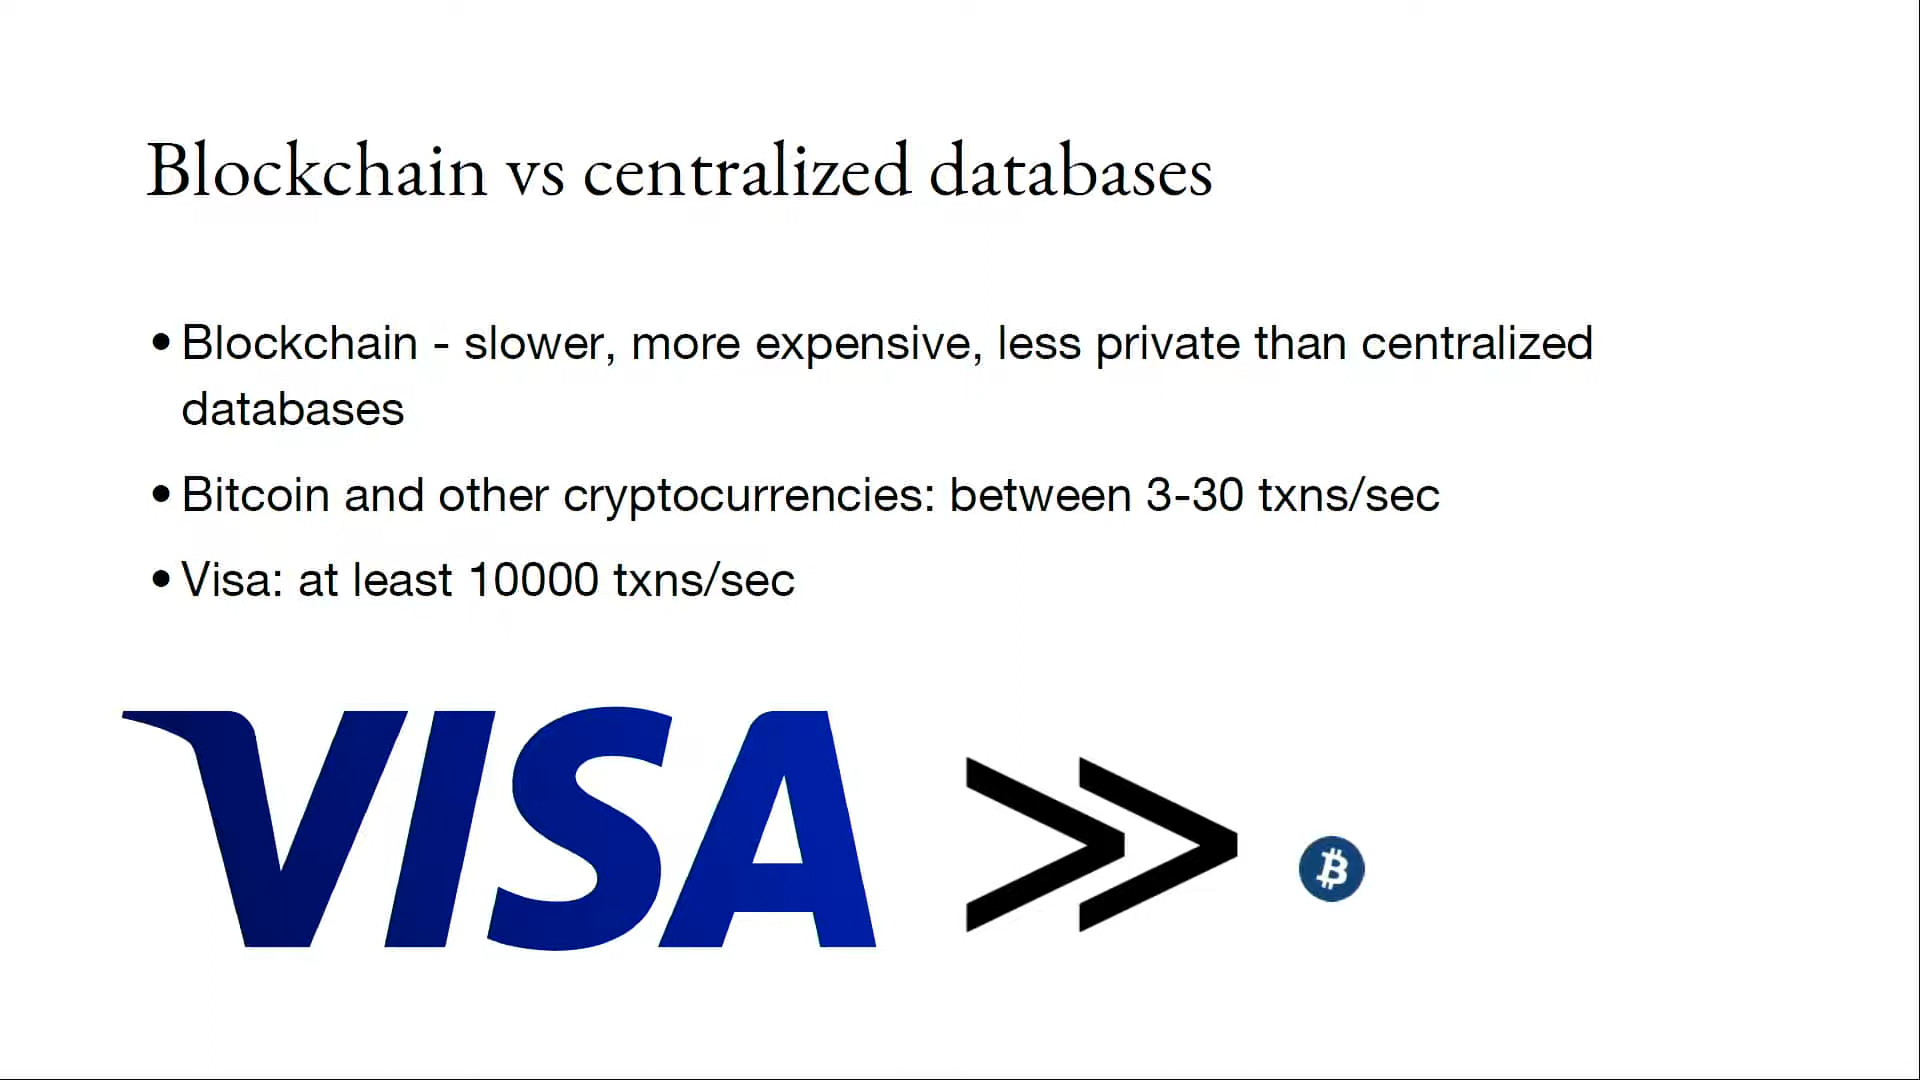 Blockchain vs centralized databases
• Blockchain - slower, more expensive, less private than centralized
databases
• Bitcoin and other cryptocurrencies: between 3-30 txns/sec
• Visa: at least 10000 txns/sec
VISA >> ₿